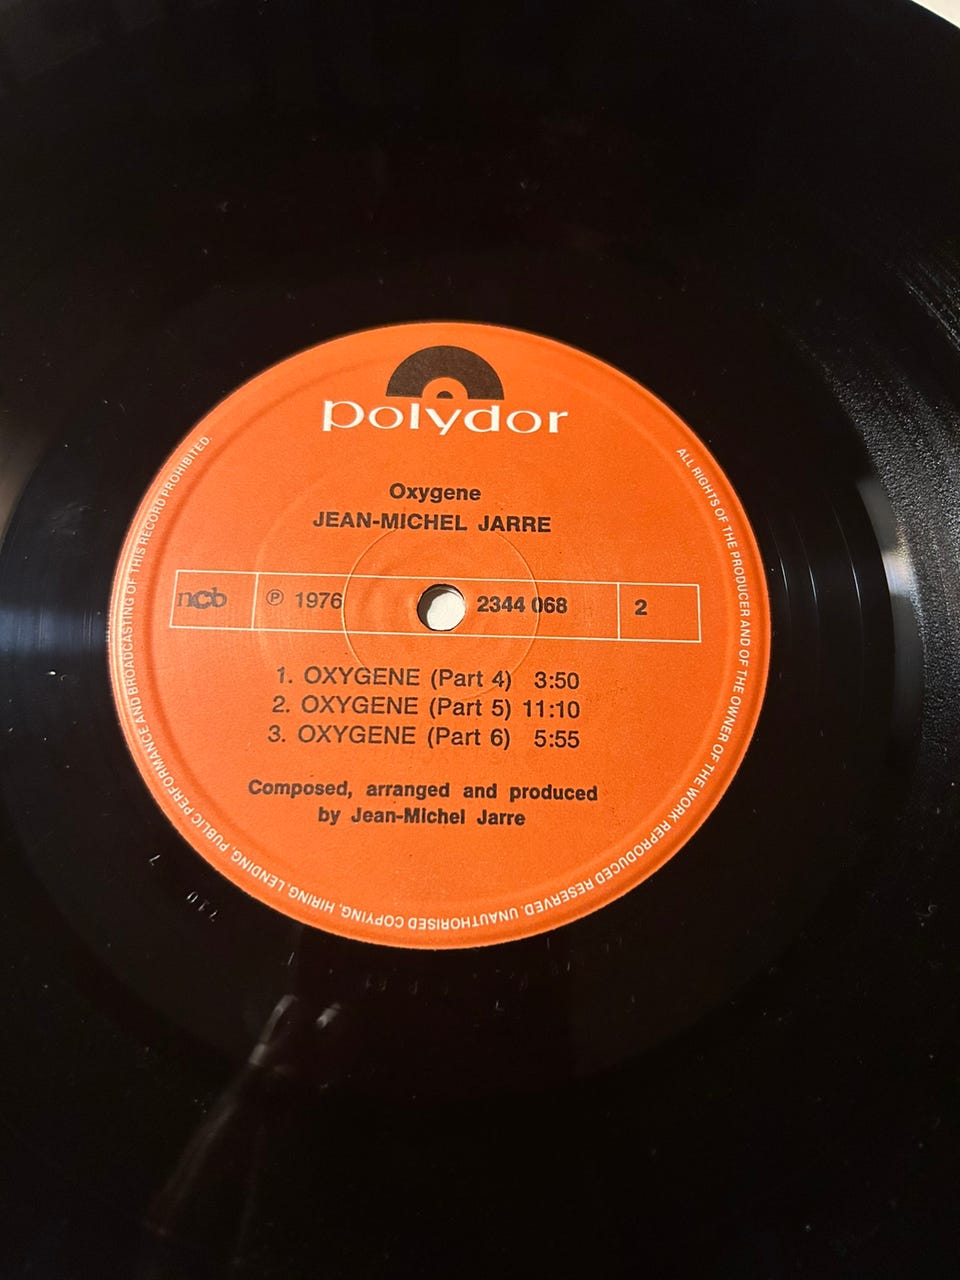 polydor
Oxygene
JEAN-MICHEL JARRE
ncb ℗ 1976 2344 068 2
1. OXYGENE (Part 4) 3:50
2. OXYGENE (Part 5) 11:10
3. OXYGENE (Part 6) 5:55
Composed, arranged and produced
by Jean-Michel Jarre
ALL RIGHTS OF THE PRODUCER AND OF THE OWNER OF THE WORK REPRODUCED RESERVED. UNAUTHORISED COPYING, HIRING, LENDING, PUBLIC PERFORMANCE AND BROADCASTING OF THIS RECORD PROHIBITED.